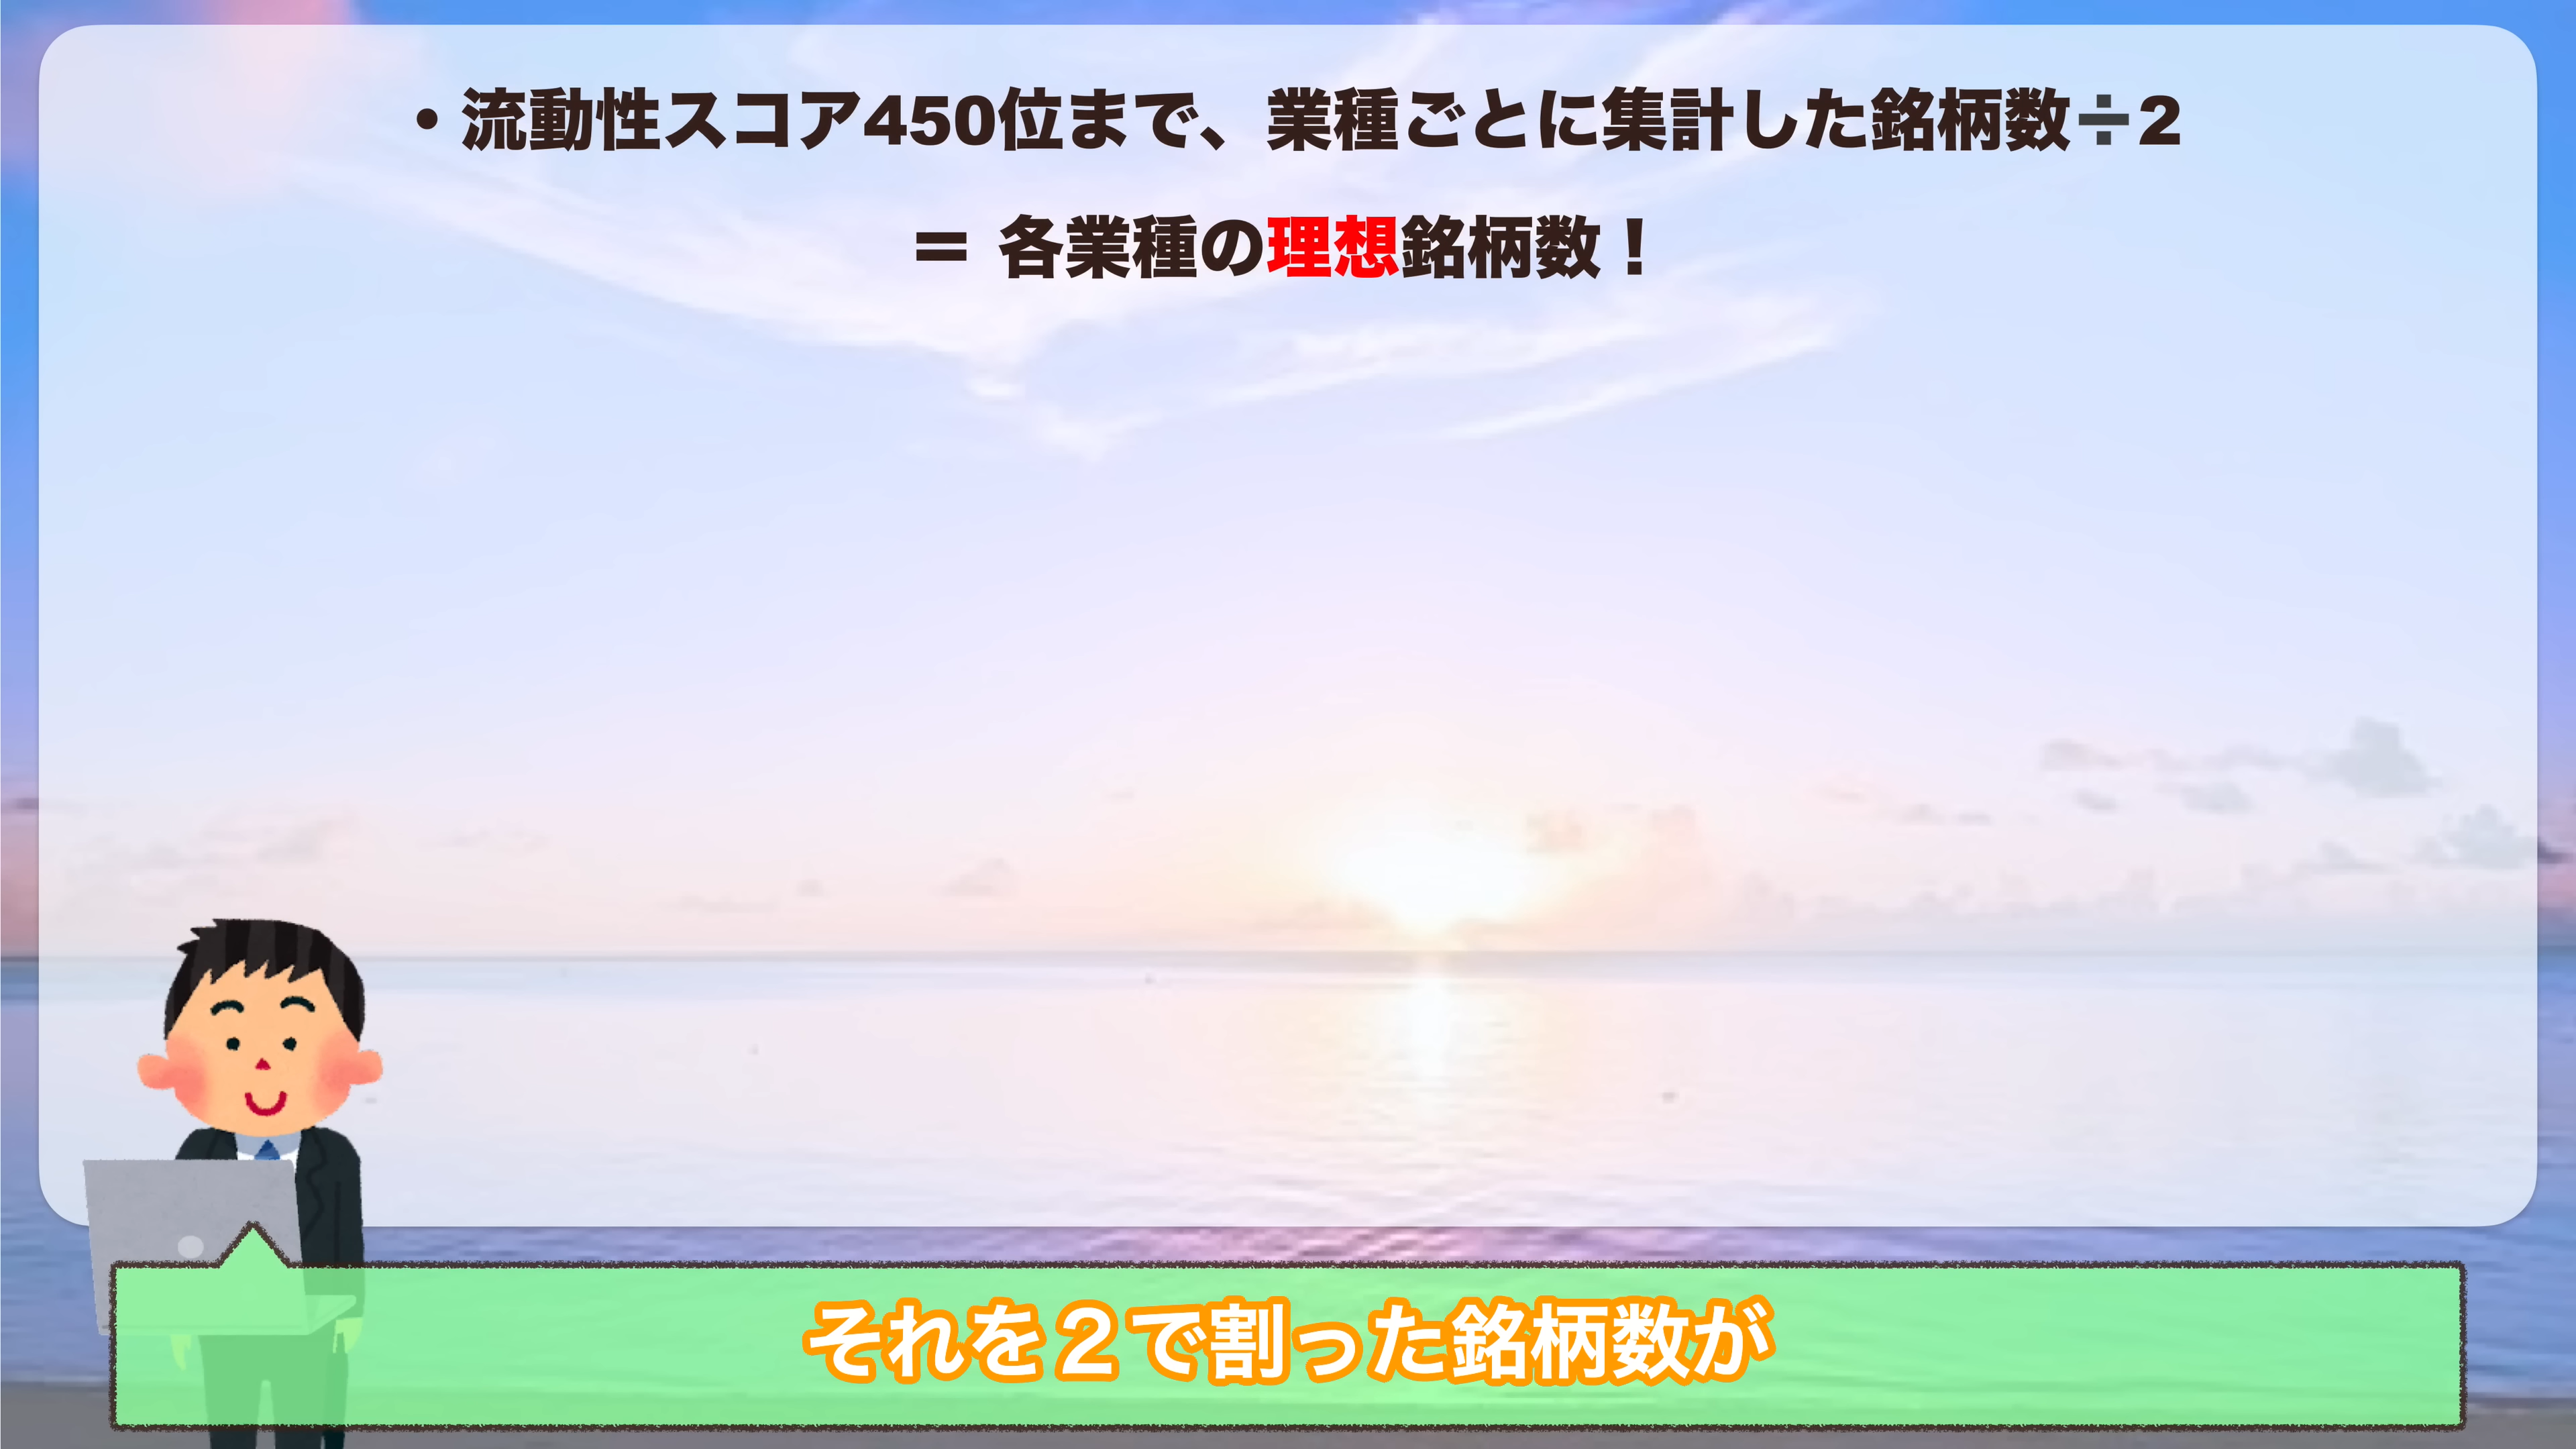 ・流動性スコア450位まで、業種ごとに集計した銘柄数÷2
＝ 各業種の理想銘柄数！
それを２で割った銘柄数が